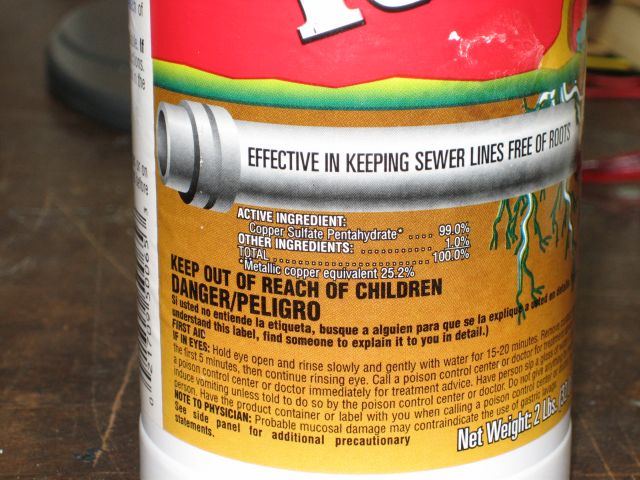 EFFECTIVE IN KEEPING SEWER LINES FREE OF ROOTS
ACTIVE INGREDIENT:
Copper Sulfate Pentahydrate* .... 99.0%
OTHER INGREDIENTS: ........... 1.0%
TOTAL ........................ 100.0%
*Metallic copper equivalent 25.2%
KEEP OUT OF REACH OF CHILDREN
DANGER/PELIGRO
Si usted no entiende la etiqueta, busque a alguien para que se la explique a usted en detalle.
understand this label, find someone to explain it to you in detail.)
FIRST AID
IF IN EYES: Hold eye open and rinse slowly and gently with water for 15-20 minutes. Remove
the first 5 minutes, then continue rinsing eye. Call a poison control center or doctor for treatment
a poison control center or doctor immediately for treatment advice. Have person sip a
induce vomiting unless told to do so by the poison control center or doctor. Do not give
person. Have the product container or label with you when calling a poison control center
NOTE TO PHYSICIAN: Probable mucosal damage may contraindicate the use of gastric
See side panel for additional precautionary
statements.
Net Weight: 2 Lbs.